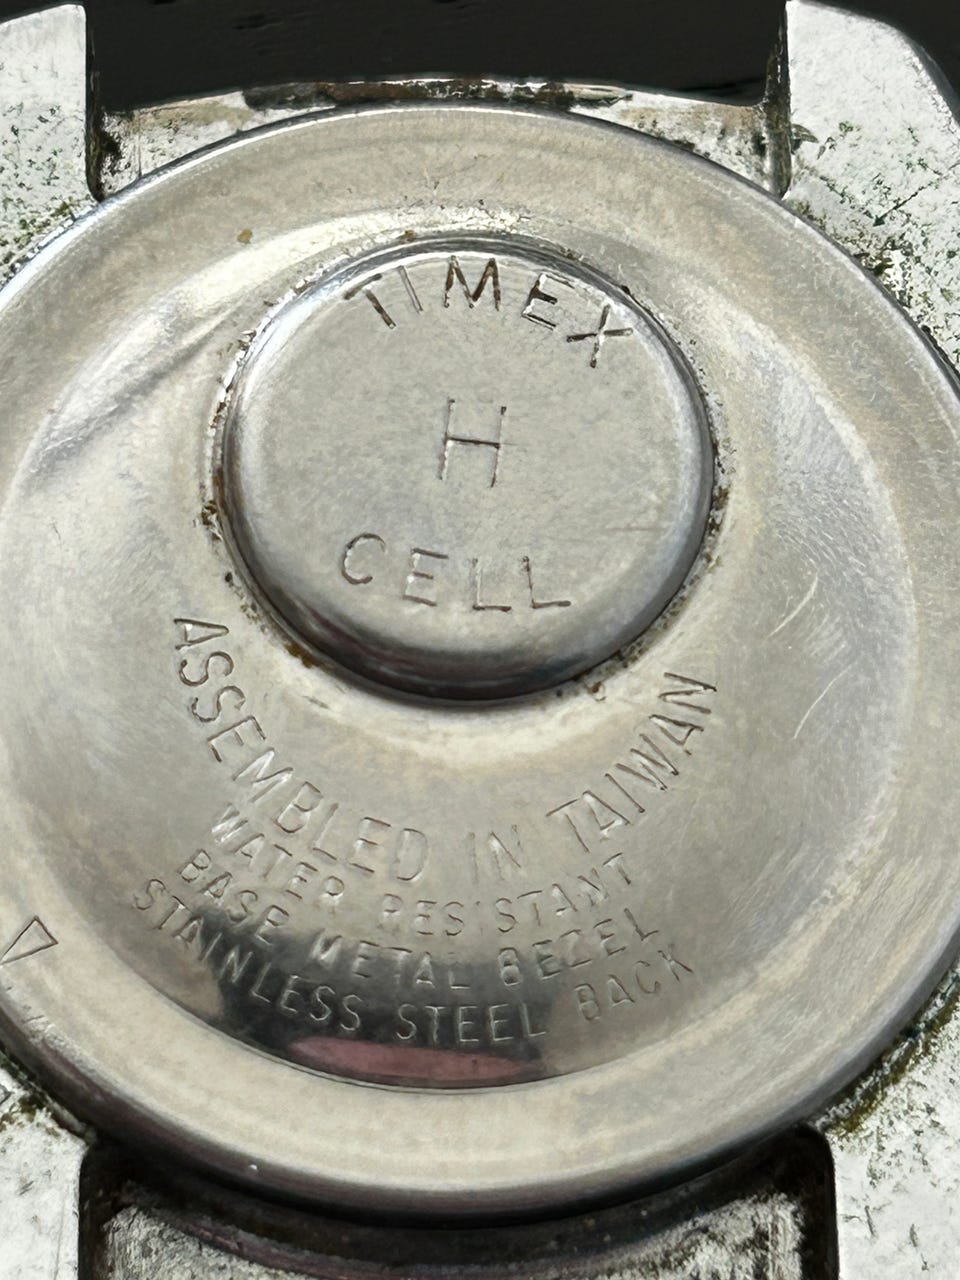 TIMEX
H
CELL
ASSEMBLED IN TAIWAN
WATER RESISTANT
BASE METAL BEZEL
STAINLESS STEEL BACK